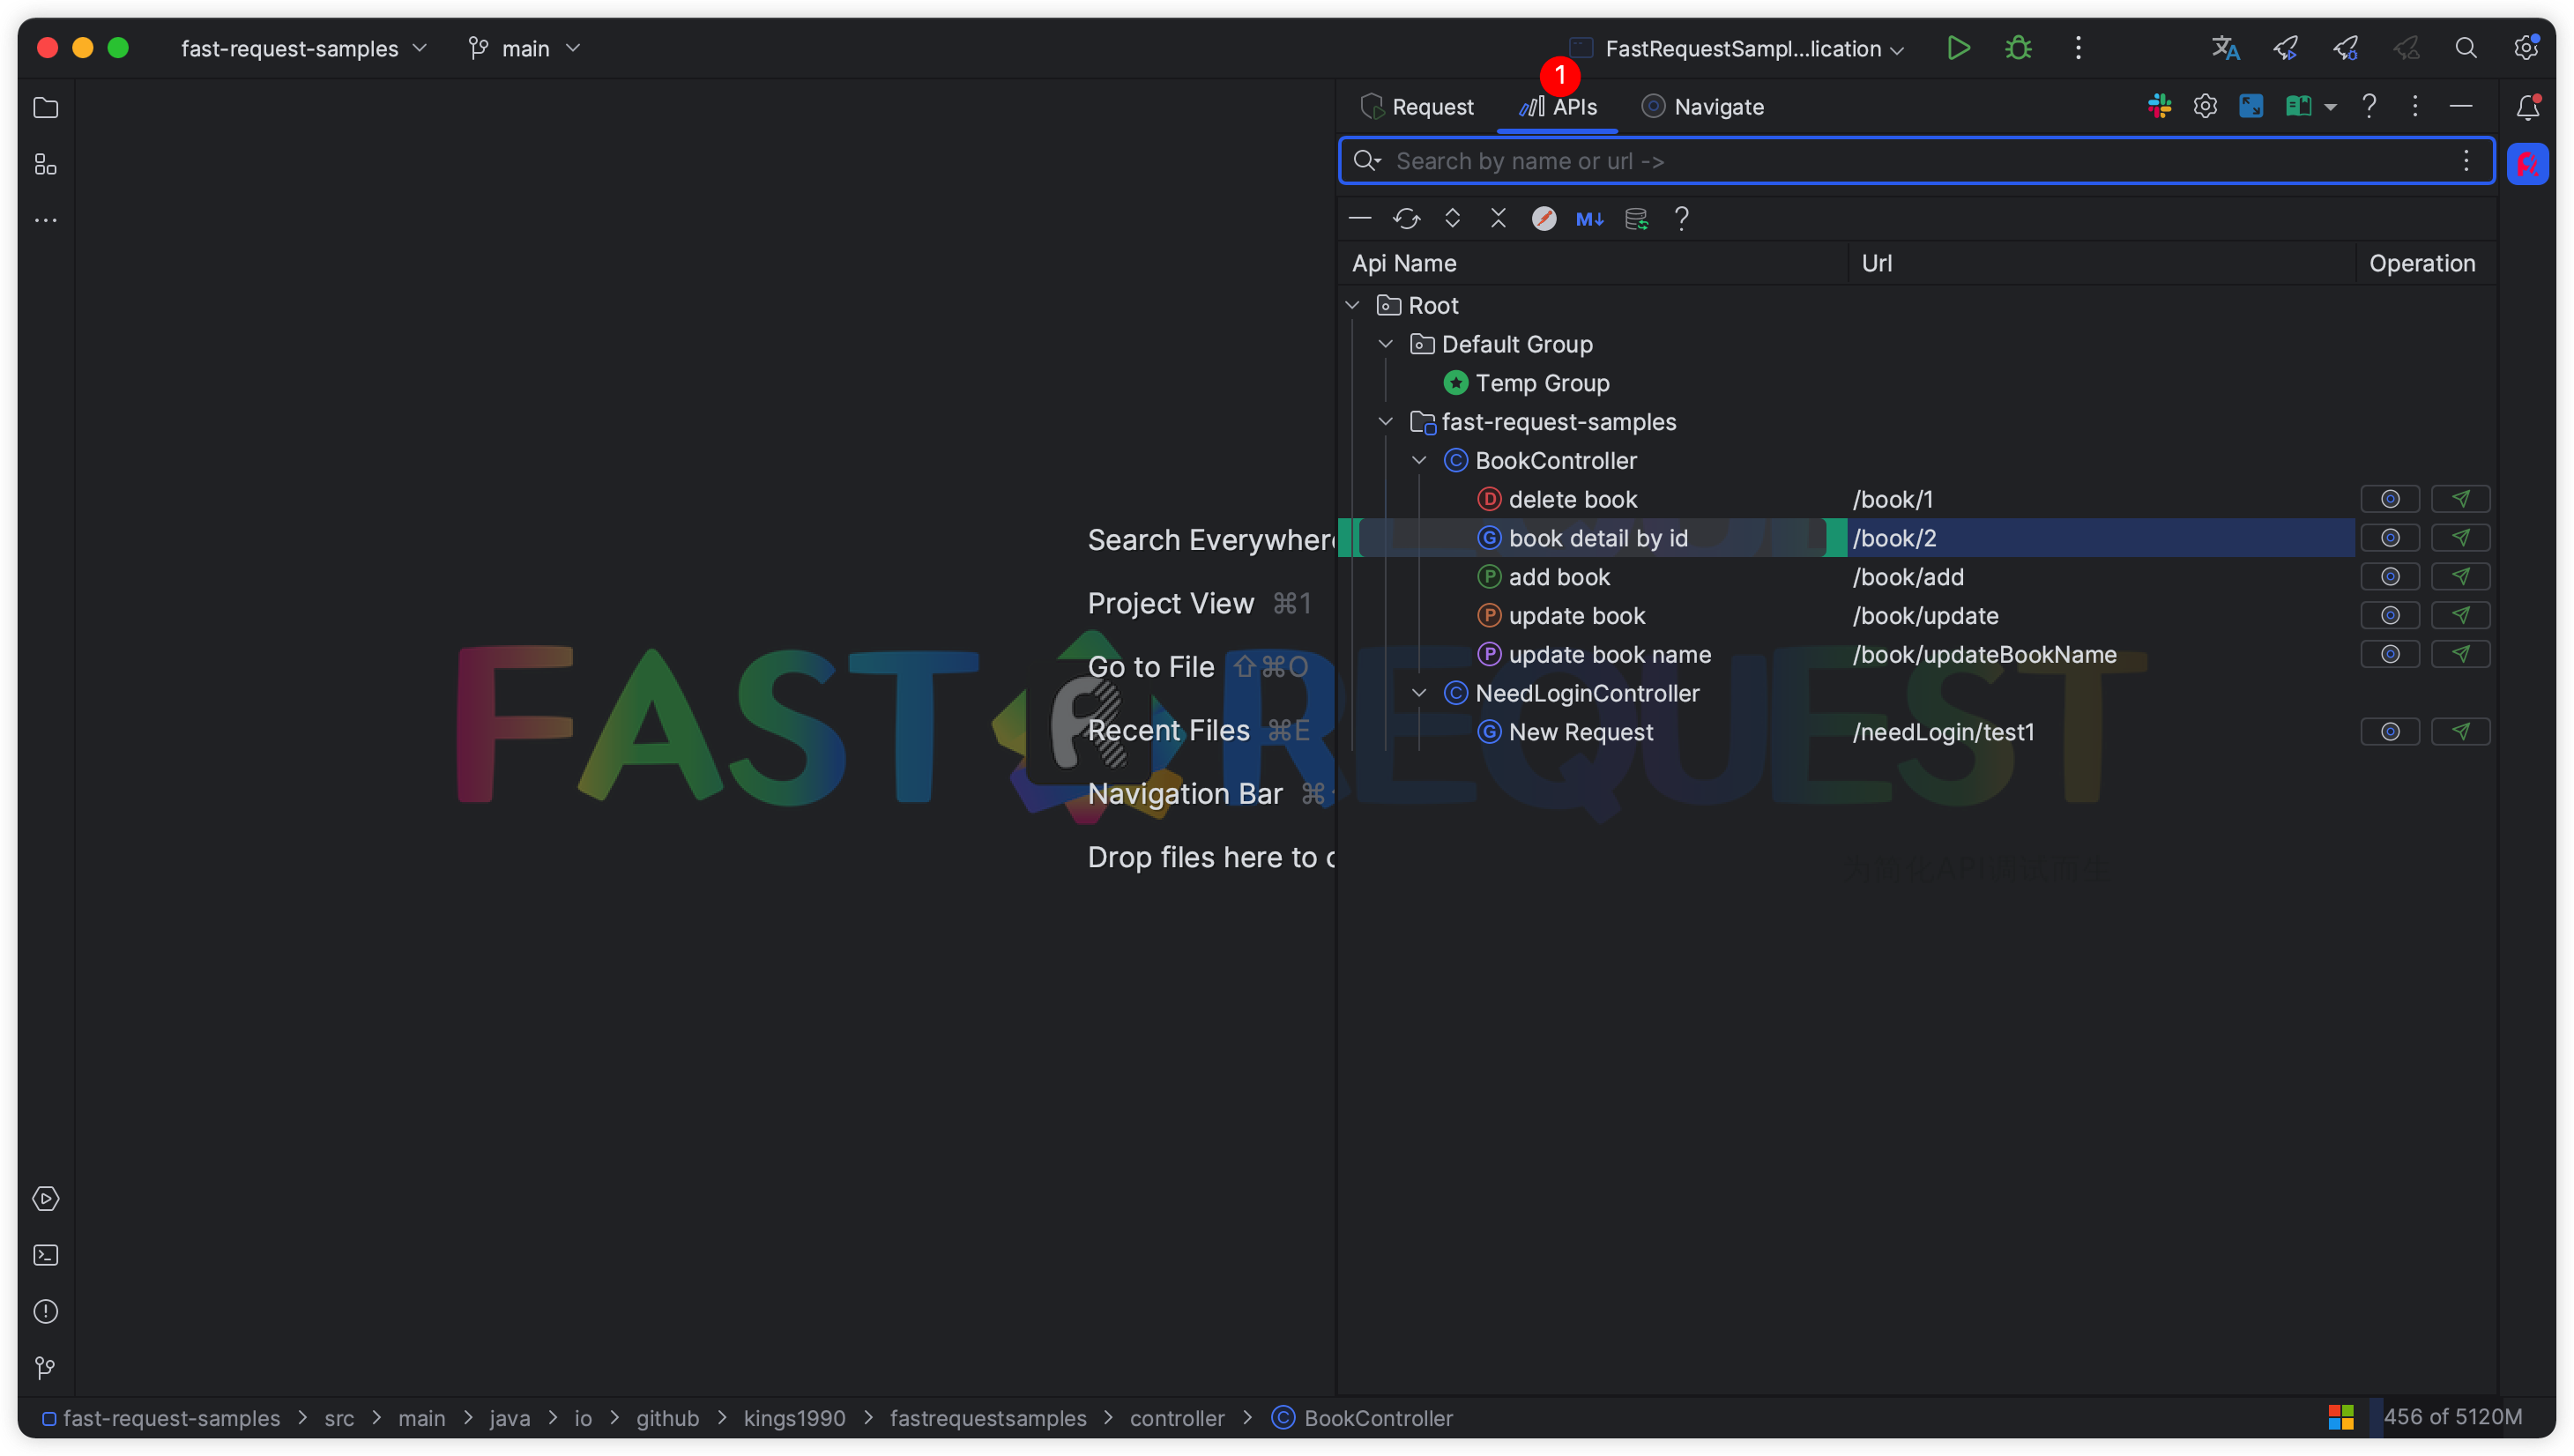 fast-request-samples
main
FastRequestSampl...lication
1
Request
APIs
Navigate
Search by name or url ->
M↓
Api Name
Url
Operation
Root
Default Group
Temp Group
fast-request-samples
BookController
delete book
/book/1
book detail by id
/book/2
add book
/book/add
update book
/book/update
update book name
/book/updateBookName
NeedLoginController
New Request
/needLogin/test1
Search Everywhere
Project View ⌘1
Go to File ⇧⌘O
Recent Files ⌘E
Navigation Bar ⌘
Drop files here to
FAST REQUEST
fast-request-samples > src > main > java > io > github > kings1990 > fastrequestsamples > controller > BookController
456 of 5120M